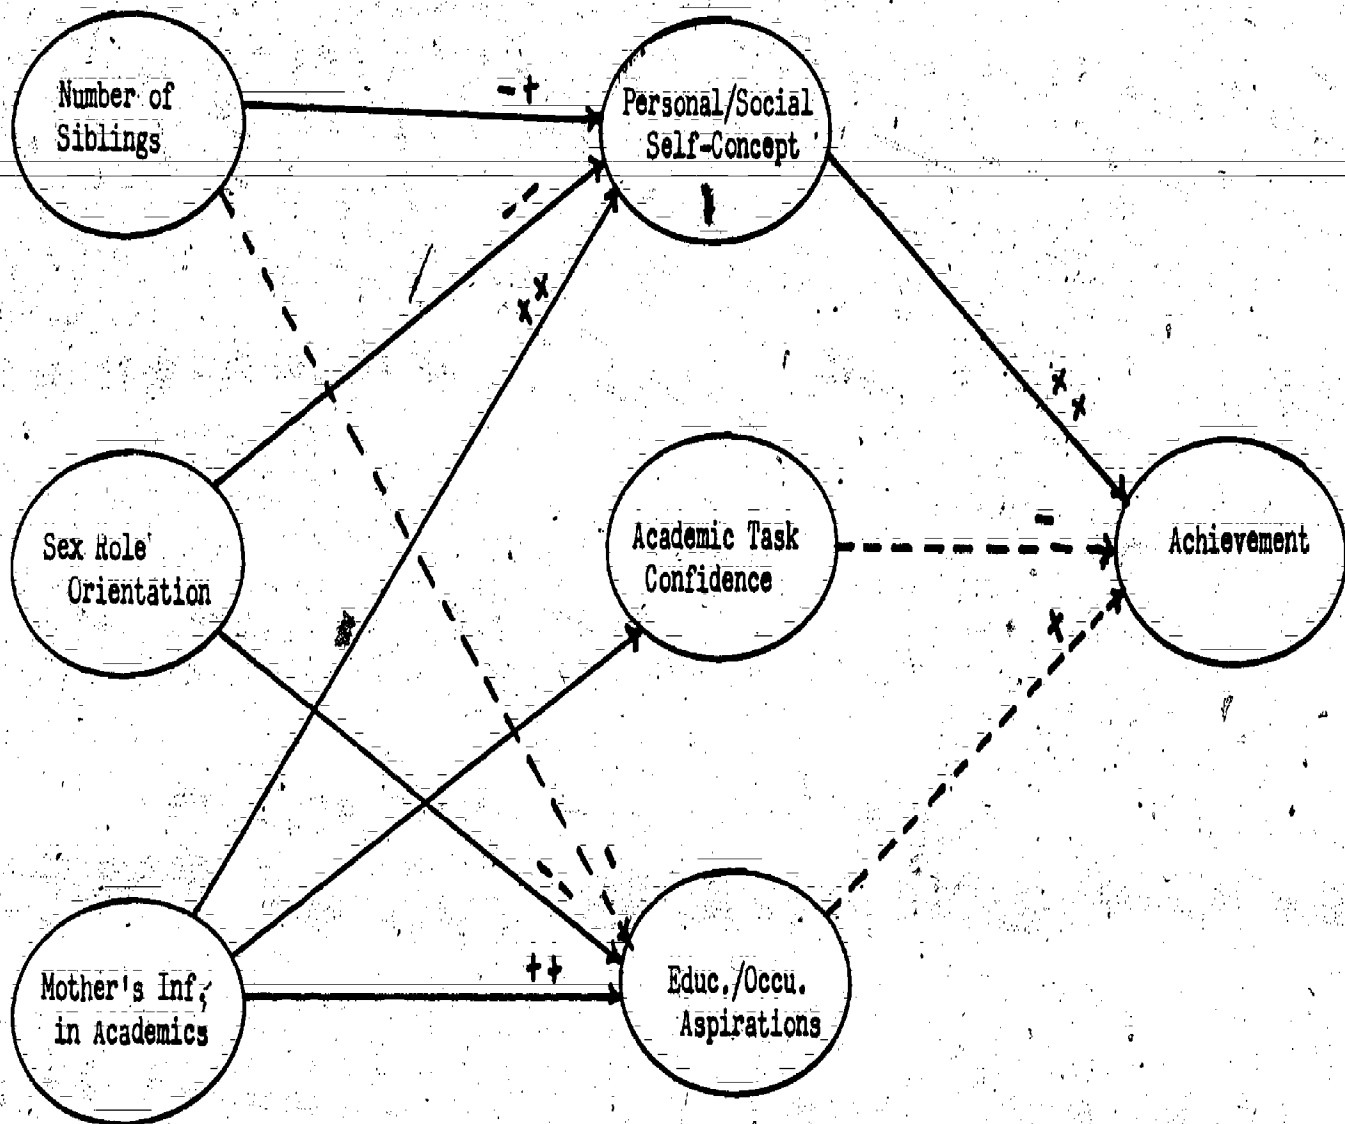 Number of
Siblings
-+
Personal/Social
Self-Concept
- -
x x
x x
Sex Role
Orientation
Academic Task
Confidence
-
Achievement
x
- -
-
++
Mother's Inf.
in Academics
Educ./Occu.
Aspirations